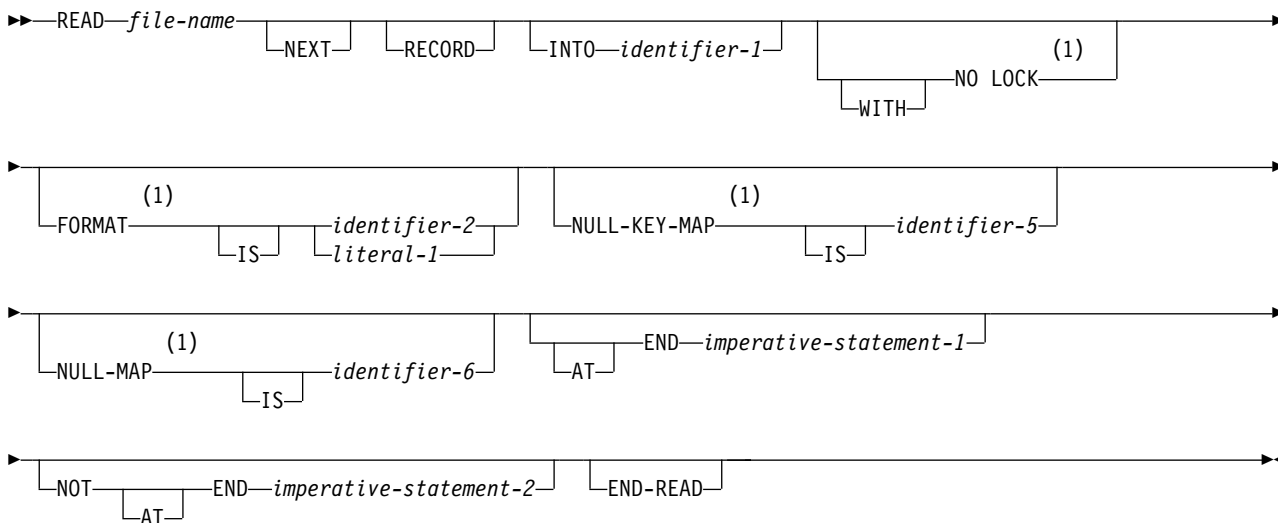 READ file-name
NEXT RECORD INTO identifier-1 (1)
NO LOCK
WITH
(1) (1)
FORMAT identifier-2 NULL-KEY-MAP identifier-5
IS literal-1 IS
(1)
NULL-MAP identifier-6 END imperative-statement-1
IS AT
NOT END imperative-statement-2 END-READ
AT